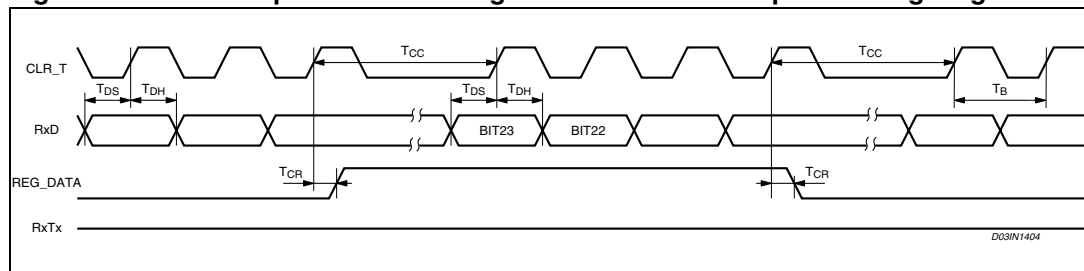 CLR_T
TCC
TCC
TDS
TDH
TDS
TDH
TB
RxD
BIT23
BIT22
TCR
TCR
REG_DATA
RxTx
D03IN1404